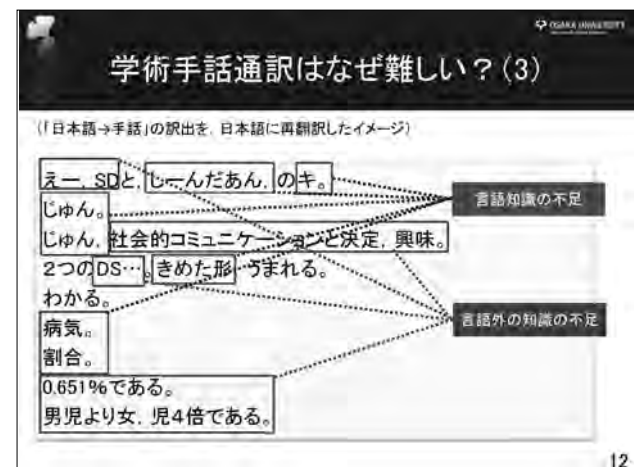 OSAKA UNIVERSITY
学術手話通訳はなぜ難しい?(3)
(「日本語→手話」の訳出を,日本語に再翻訳したイメージ)
えー,SDと,じーんだあん,のキ。
じゅん。
じゅん,社会的コミュニケーションと決定,興味。
2つのDS…。きめた形,うまれる。
わかる。
病気。
割合。
0.651%である。
男児より女,児4倍である。
言語知識の不足
言語外の知識の不足
12